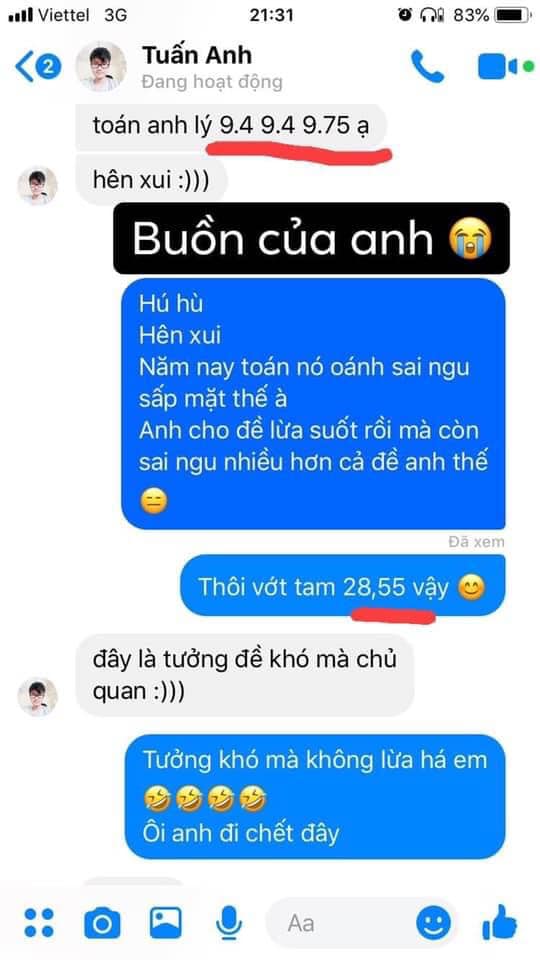 Viettel 3G 21:31 83%
2
Tuấn Anh
Đang hoạt động
toán anh lý 9.4 9.4 9.75 ạ
hên xui :)))
Buồn của anh 😭
Hú hù
Hên xui
Năm nay toán nó oánh sai ngu
sấp mặt thế à
Anh cho đề lừa suốt rồi mà còn
sai ngu nhiều hơn cả đề anh thế
😑
Đã xem
Thôi vớt tam 28,55 vậy 😊
đây là tưởng đề khó mà chủ
quan :)))
Tưởng khó mà không lừa há em
🤣🤣🤣🤣
Ôi anh đi chết đây
Aa